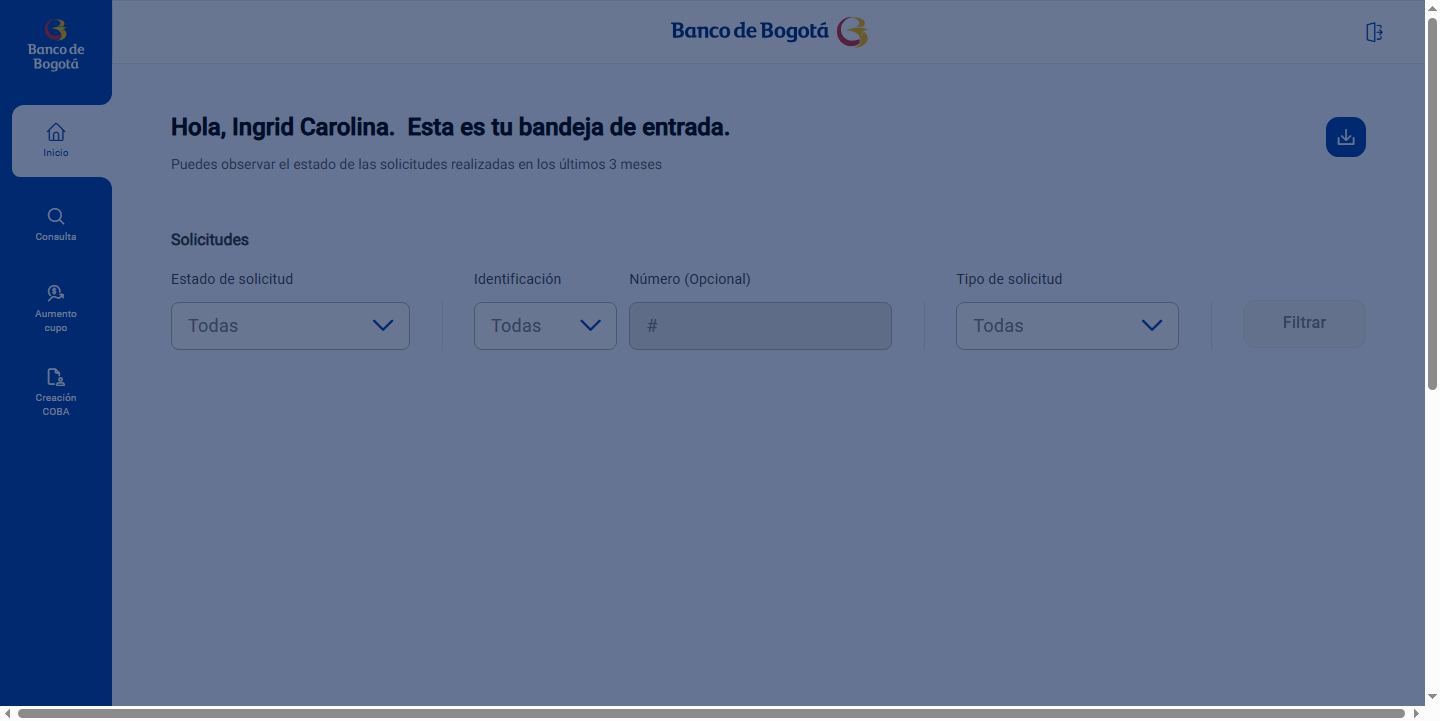 Banco de
Bogotá
Banco de Bogotá
Inicio
Consulta
Aumento
cupo
Creación
COBA
Hola, Ingrid Carolina.  Esta es tu bandeja de entrada.
Puedes observar el estado de las solicitudes realizadas en los últimos 3 meses
Solicitudes
Estado de solicitud
Identificación
Número (Opcional)
Tipo de solicitud
Todas
Todas
#
Todas
Filtrar